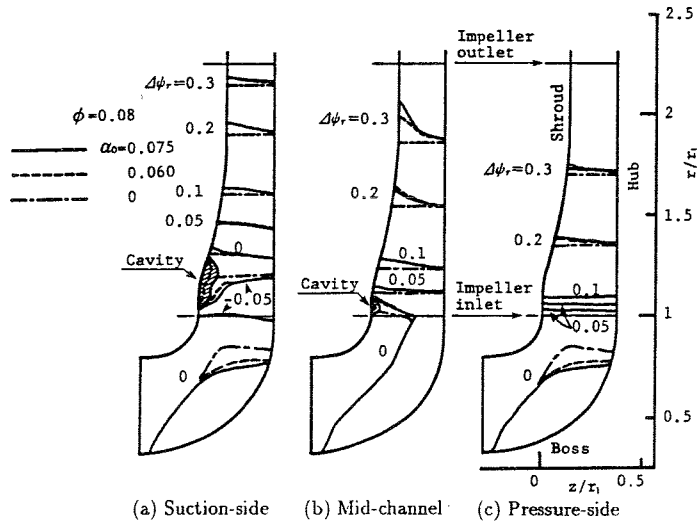 2.5
Impeller
outlet
Δψr=0.3
2
ϕ=0.08
Δψr=0.3
Shroud
r/r1
0.2
α0=0.075
0.060
Δψr=0.3
Hub
0
0.1
0.2
1.5
0.05
0.2
0
0.1
Cavity
0.05
Impeller
0.1
-0.05
Cavity
inlet
1
0.05
0
0
0
0.5
Boss
0
0.5
z/r1
(a) Suction-side
(b) Mid-channel
(c) Pressure-side